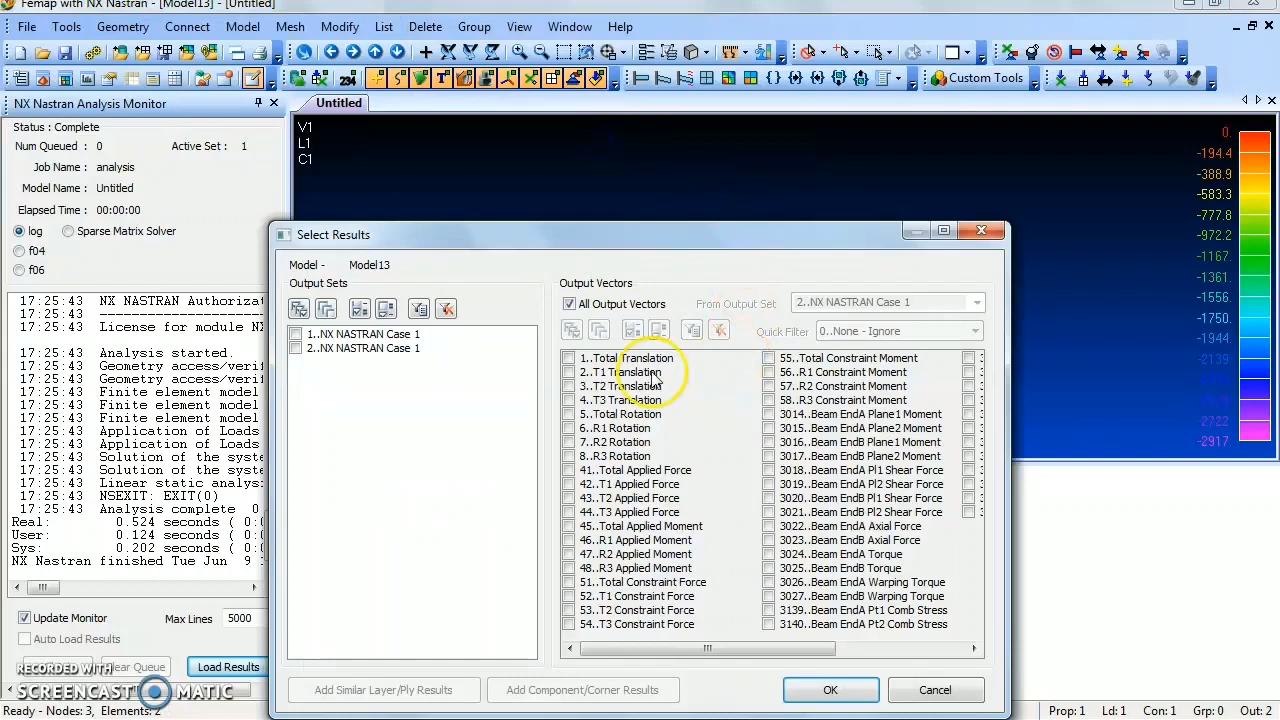 Femap with NX Nastran - [Model13] - [Untitled]
File Tools Geometry Connect Model Mesh Modify List Delete Group View Window Help
Custom Tools
NX Nastran Analysis Monitor
Untitled
Status : Complete
Num Queued: 0 Active Set: 1
Job Name: analysis
Model Name: Untitled
Elapsed Time: 00:00:00
log Sparse Matrix Solver
f04
f06
17:25:43 NX NASTRAN Authorizat
17:25:43
17:25:43 License for module NX
17:25:43
17:25:43 Analysis started.
17:25:43 Geometry access/verif
17:25:43 Geometry access/verif
17:25:43 Finite element model
17:25:43 Finite element model
17:25:43 Application of Loads
17:25:43 Application of Loads
17:25:43 Solution of the syste
17:25:43 Solution of the syste
17:25:43 Linear static analysi
17:25:43 NSEXIT: EXIT(0)
17:25:43 Analysis complete 0
Real: 0.524 seconds ( 0:
User: 0.124 seconds ( 0:
Sys: 0.202 seconds ( 0:
NX Nastran finished Tue Jun 9 1
Update Monitor Max Lines 5000
Auto Load Results
Clear Queue Load Results
RECORDED WITH
SCREENCAST MATIC
V1
L1
C1
0.
-194.4
-388.9
-583.3
-777.8
-972.2
-1167.
-1361.
-1556.
-1750.
-1944.
-2139.
-2722
-2917.
Select Results
Model - Model13
Output Sets
1..NX NASTRAN Case 1
2..NX NASTRAN Case 1
Output Vectors
All Output Vectors From Output Set 2..NX NASTRAN Case 1
Quick Filter 0..None - Ignore
1..Total Translation
2..T1 Translation
3..T2 Translation
4..T3 Translation
5..Total Rotation
6..R1 Rotation
7..R2 Rotation
8..R3 Rotation
41..Total Applied Force
42..T1 Applied Force
43..T2 Applied Force
44..T3 Applied Force
45..Total Applied Moment
46..R1 Applied Moment
47..R2 Applied Moment
48..R3 Applied Moment
51..Total Constraint Force
52..T1 Constraint Force
53..T2 Constraint Force
54..T3 Constraint Force
55..Total Constraint Moment
56..R1 Constraint Moment
57..R2 Constraint Moment
58..R3 Constraint Moment
3014..Beam EndA Plane1 Moment
3015..Beam EndA Plane2 Moment
3016..Beam EndB Plane1 Moment
3017..Beam EndB Plane2 Moment
3018..Beam EndA Pl1 Shear Force
3019..Beam EndA Pl2 Shear Force
3020..Beam EndB Pl1 Shear Force
3021..Beam EndB Pl2 Shear Force
3022..Beam EndA Axial Force
3023..Beam EndB Axial Force
3024..Beam EndA Torque
3025..Beam EndB Torque
3026..Beam EndA Warping Torque
3027..Beam EndB Warping Torque
3139..Beam EndA Pt1 Comb Stress
3140..Beam EndA Pt2 Comb Stress
Add Similar Layer/Ply Results Add Component/Corner Results OK Cancel
Ready - Nodes: 3, Elements: 2 Prop: 1 Ld: 1 Con: 1 Grp: 0 Out: 2